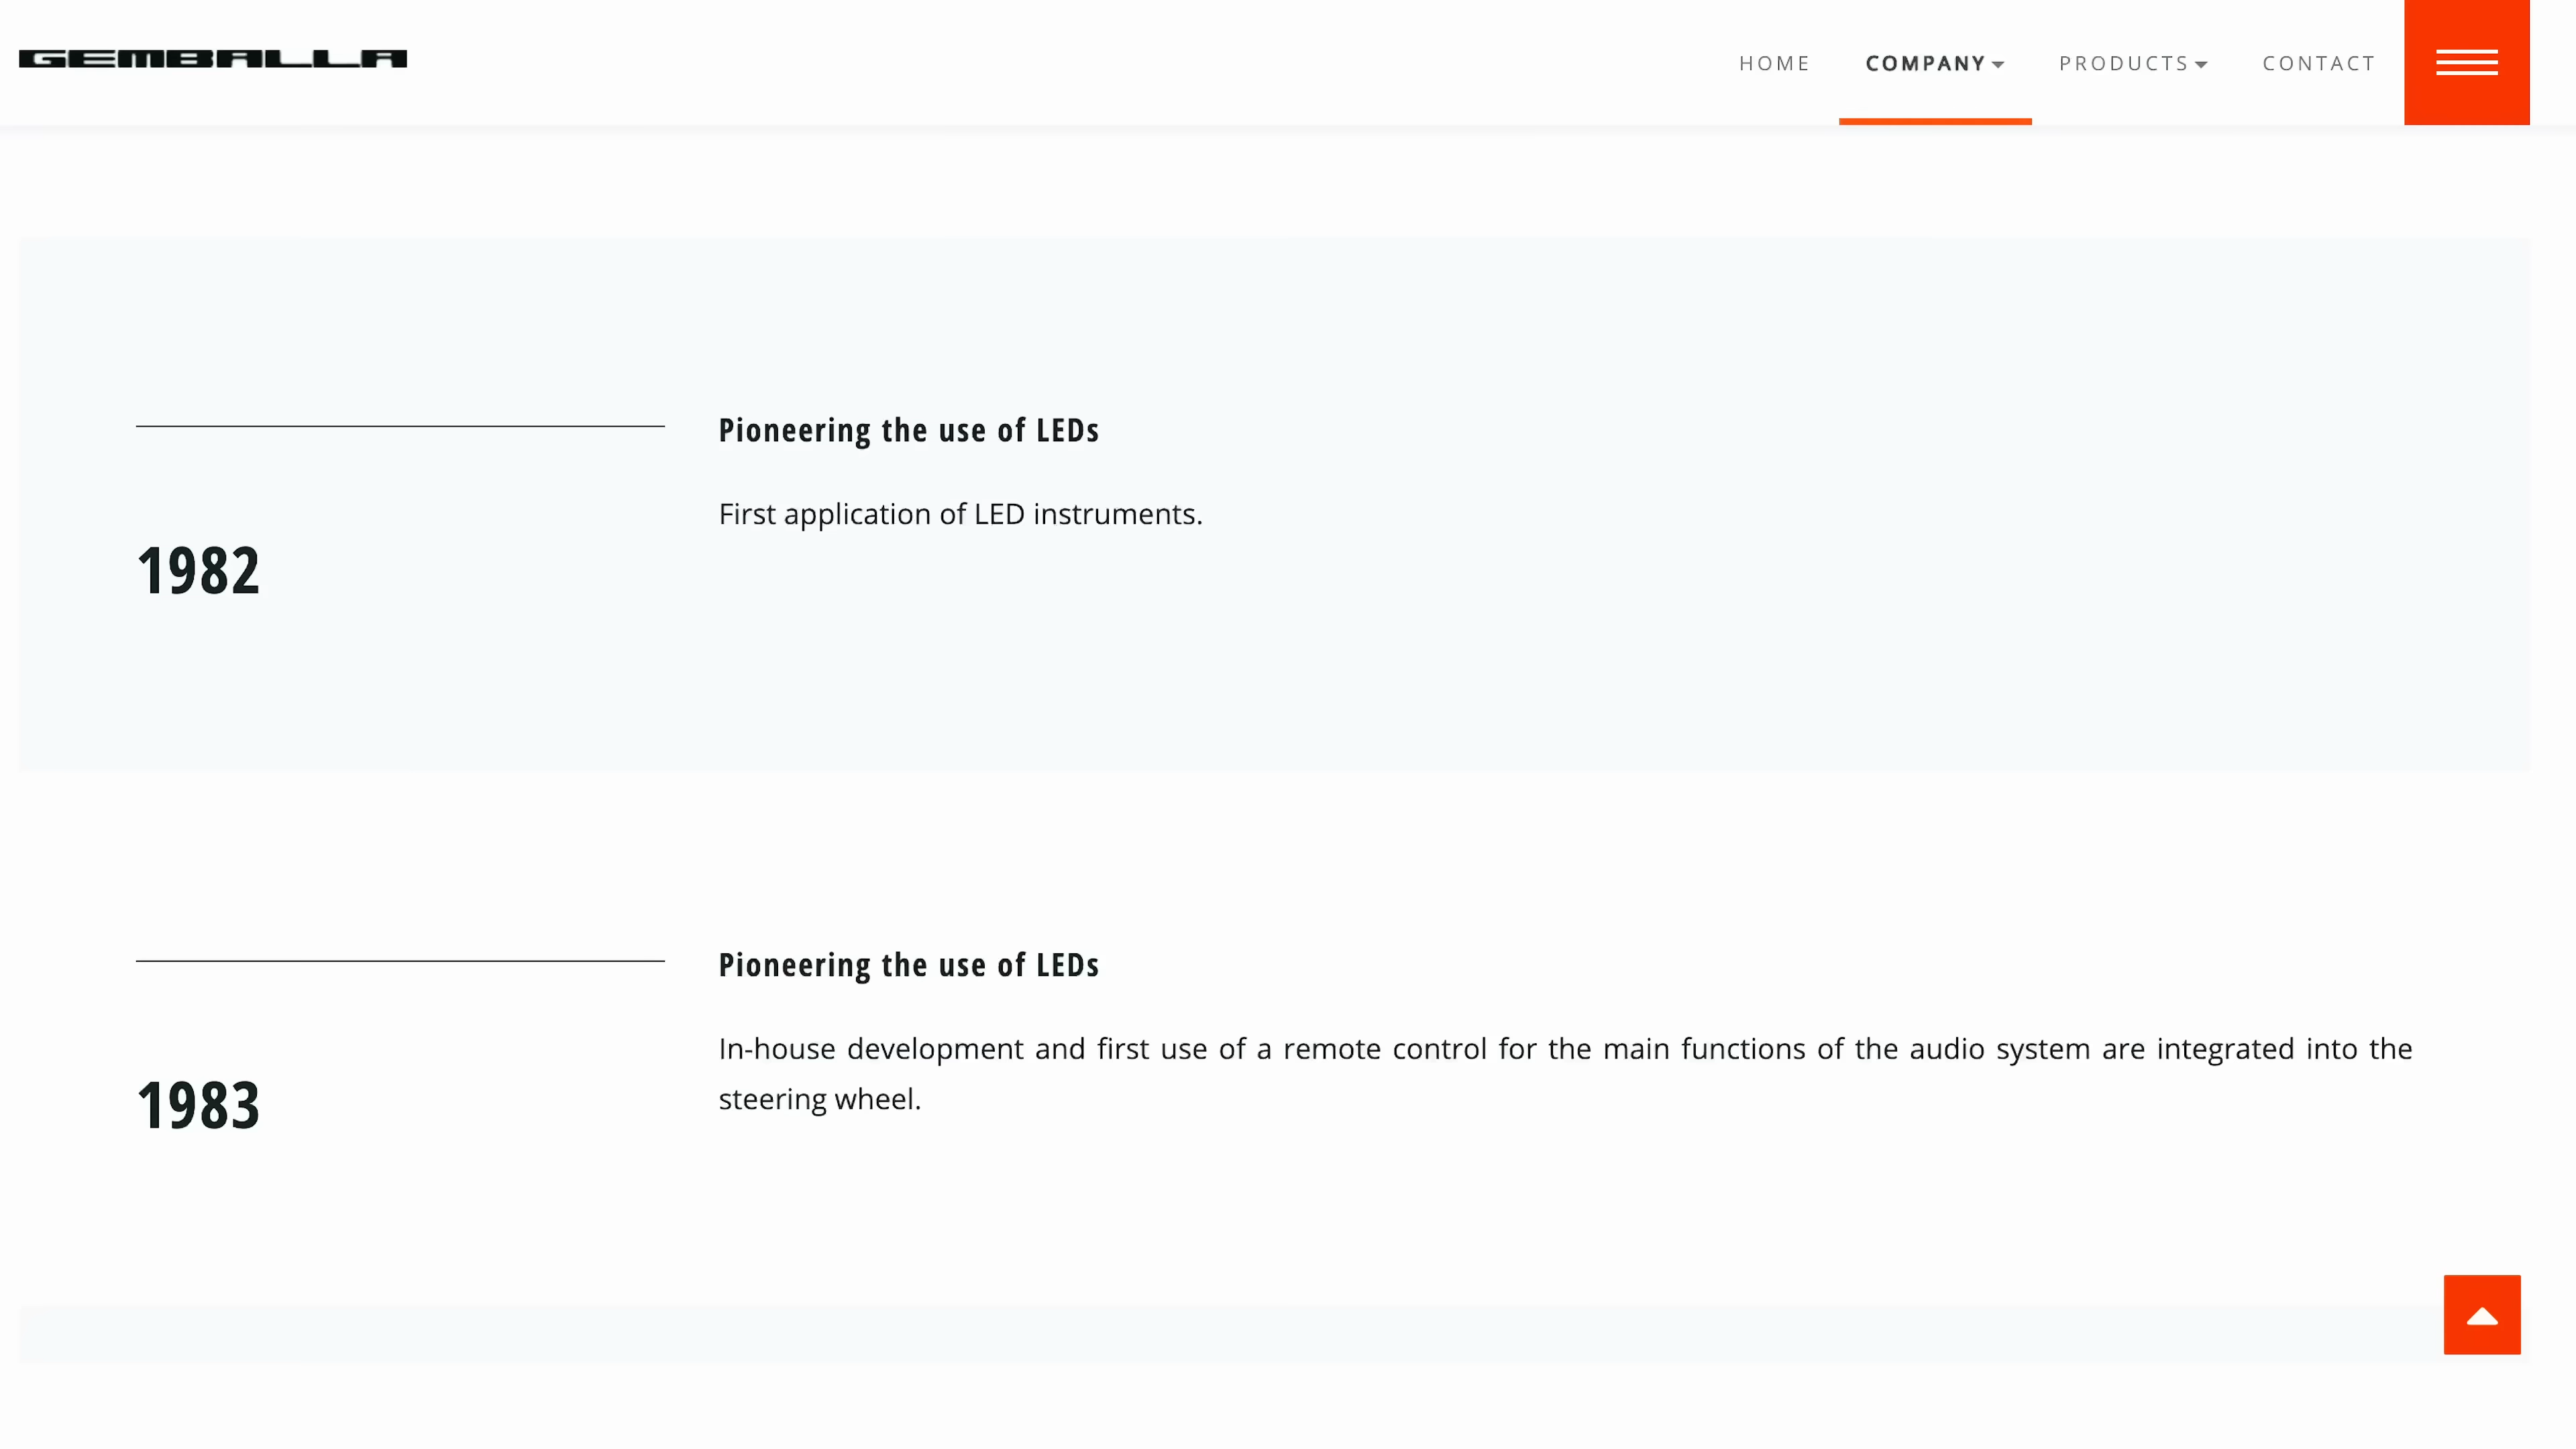 GEMBALLA
HOME COMPANY PRODUCTS CONTACT
Pioneering the use of LEDs
First application of LED instruments.
1982
Pioneering the use of LEDs
In-house development and first use of a remote control for the main functions of the audio system are integrated into the
steering wheel.
1983